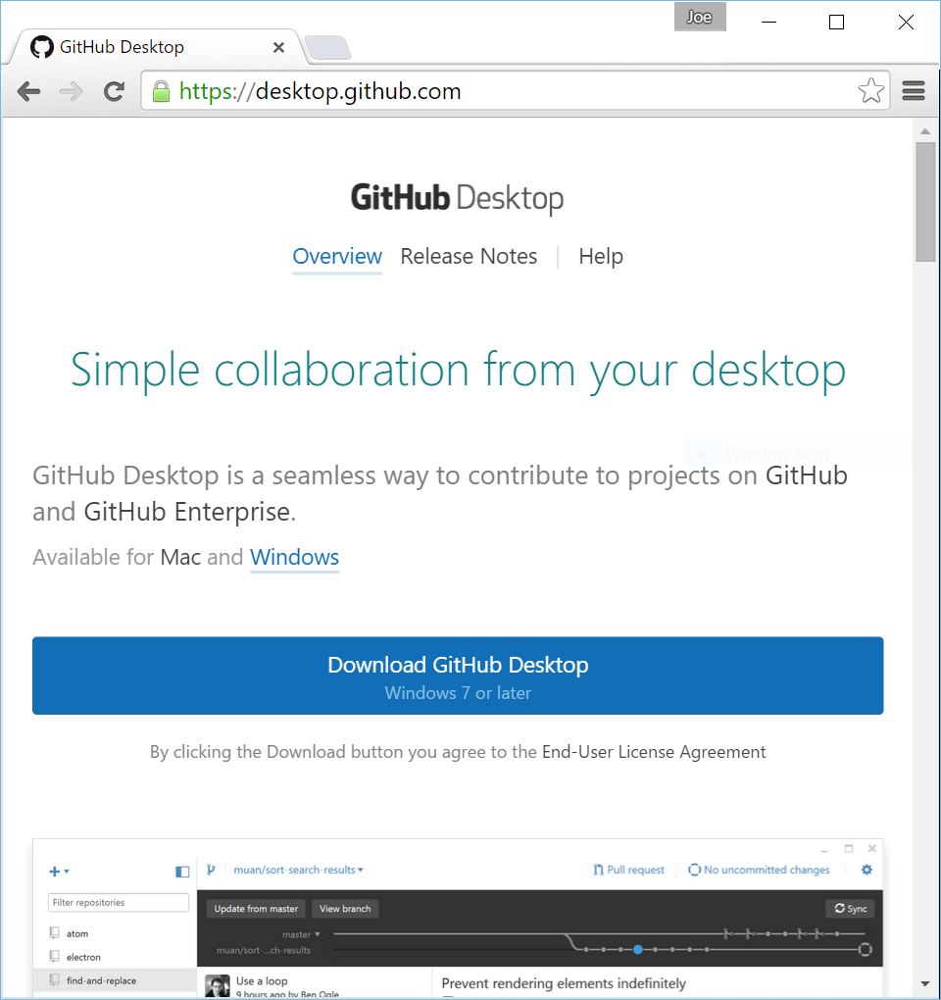 Joe
GitHub Desktop
https://desktop.github.com
GitHub Desktop
Overview Release Notes | Help
Simple collaboration from your desktop
Window Snip
GitHub Desktop is a seamless way to contribute to projects on GitHub
and GitHub Enterprise.
Available for Mac and Windows
Download GitHub Desktop
Windows 7 or later
By clicking the Download button you agree to the End-User License Agreement
muan/sort-search-results Pull request No uncommitted changes
Filter repositories
Update from master View branch Sync
atom
master
muan/sort-...ch-results
electron
find-and-replace
Use a loop
9 hours ago by Ben Ogle
Prevent rendering elements indefinitely